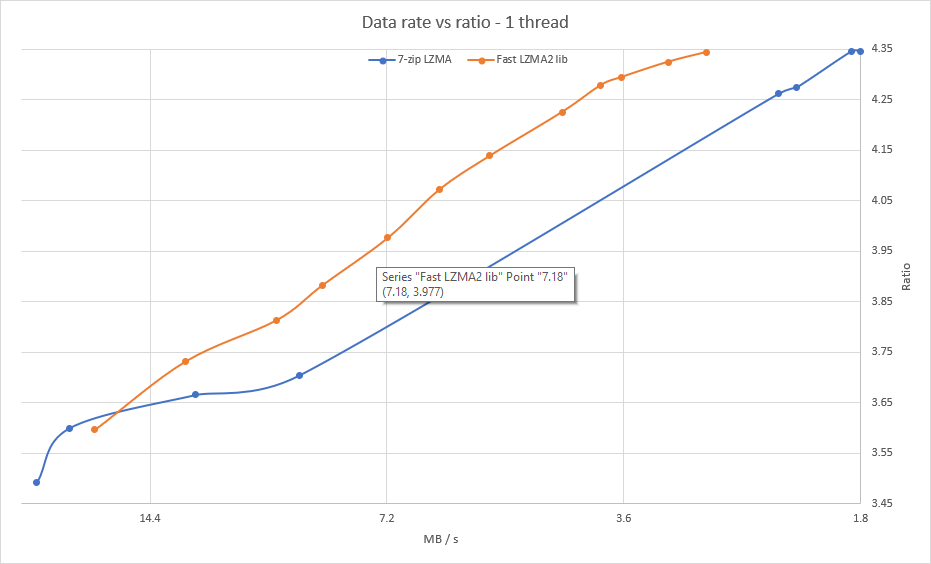 Data rate vs ratio - 1 thread
7-zip LZMA
Fast LZMA2 lib
4.35
4.25
4.15
4.05
3.95
3.85
3.75
3.65
3.55
3.45
Ratio
Series "Fast LZMA2 lib" Point "7.18"
(7.18, 3.977)
14.4
7.2
3.6
1.8
MB / s